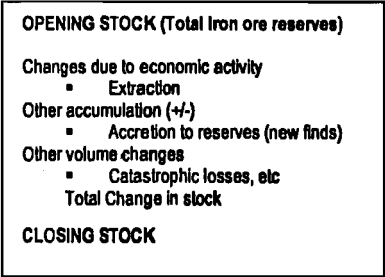 OPENING STOCK (Total Iron ore reserves)
Changes due to economic activity
▪ Extraction
Other accumulation (+/-)
▪ Accretion to reserves (new finds)
Other volume changes
▪ Catastrophic losses, etc
Total Change in stock
CLOSING STOCK